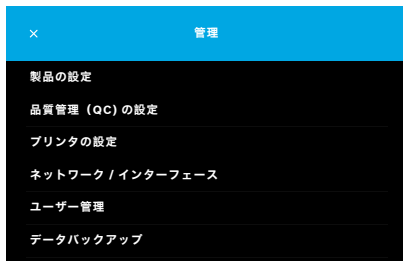 ×
管理
製品の設定
品質管理（QC) の設定
プリンタの設定
ネットワーク / インターフェース
ユーザー管理
データバックアップ